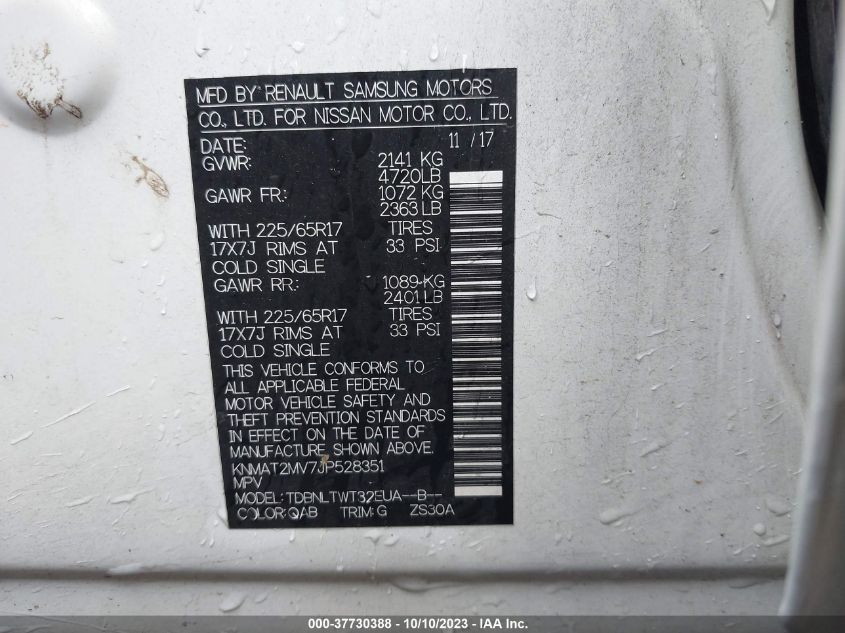 MFD BY RENAULT SAMSUNG MOTORS
CO., LTD. FOR NISSAN MOTOR CO., LTD.
DATE: 11 / 17
GVWR: 2141 KG
4720LB
GAWR FR.: 1072 KG
2363LB
WITH 225/65R17 TIRES
17X7J RIMS AT 33 PSI
COLD SINGLE
GAWR RR.: 1089 KG
2401LB
WITH 225/65R17 TIRES
17X7J RIMS AT 33 PSI
COLD SINGLE
THIS VEHICLE CONFORMS TO
ALL APPLICABLE FEDERAL
MOTOR VEHICLE SAFETY AND
THEFT PREVENTION STANDARDS
IN EFFECT ON THE DATE OF
MANUFACTURE SHOWN ABOVE.
KNMAT2MV7JP528351
MPV
MODEL: TDBNLTWT32EUA--B--
COLOR:QAB TRIM:G ZS30A
000-37730388 - 10/10/2023 - IAA Inc.